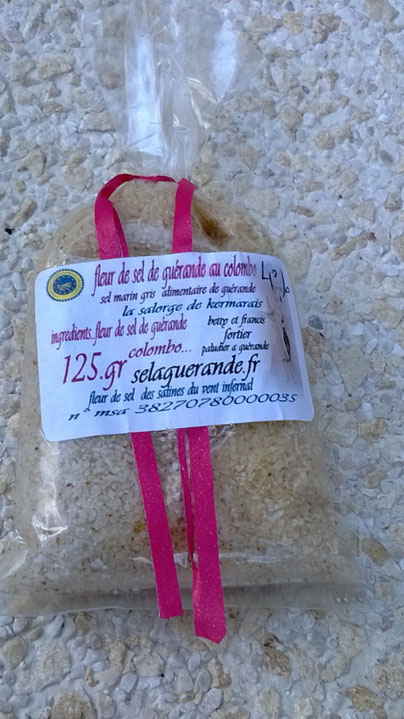 fleur de sel de guérande au colombo
sel marin gris alimentaire de guérande
la salorge de kermarais
ingredients..fleur de sel de guérande
betty et francis
fortier
colombo...
paludier a guérande
125.gr selaguerande.fr
fleur de sel des salines du vent infernal
n° msa 38270780000035